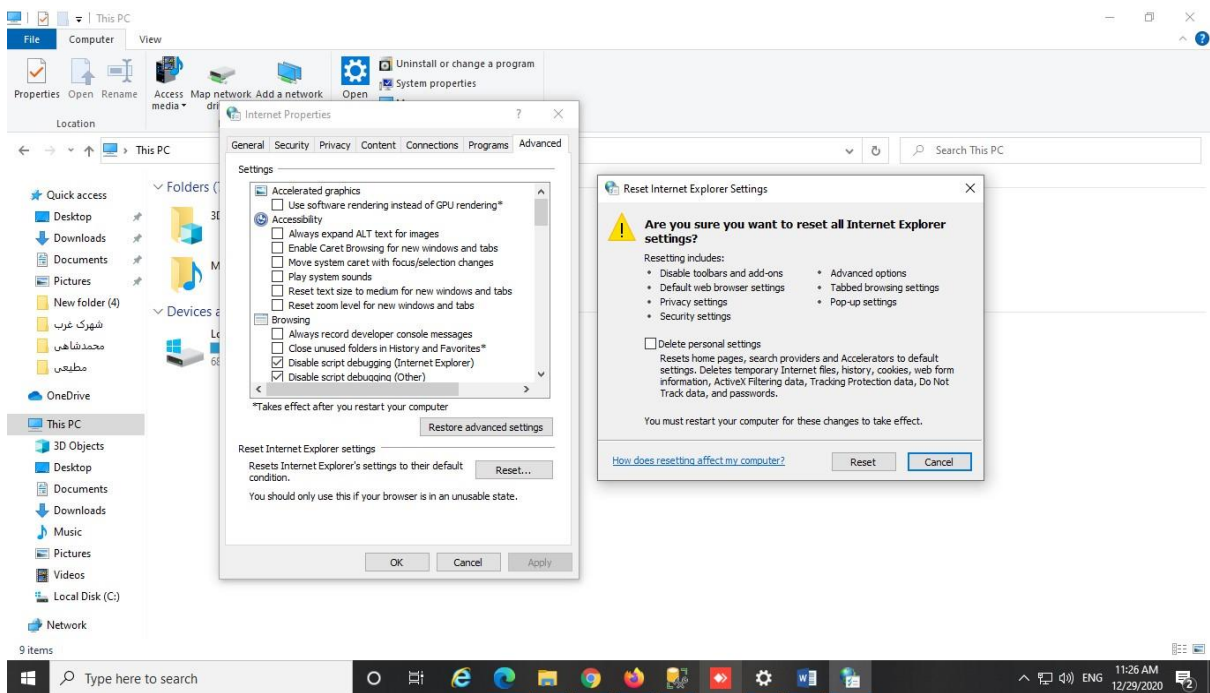 This PC
File Computer View
Properties Open Rename
Access media
Map network
Add a network
Open
Uninstall or change a program
System properties
Location
This PC
Search This PC
Quick access
Desktop
Downloads
Documents
Pictures
New folder (4)
شهرک غرب
محمدشاهی
مطیعی
OneDrive
This PC
3D Objects
Desktop
Documents
Downloads
Music
Pictures
Videos
Local Disk (C:)
Network
9 items
Folders
Internet Properties
General Security Privacy Content Connections Programs Advanced
Settings
Accelerated graphics
Use software rendering instead of GPU rendering*
Accessibility
Always expand ALT text for images
Enable Caret Browsing for new windows and tabs
Move system caret with focus/selection changes
Play system sounds
Reset text size to medium for new windows and tabs
Reset zoom level for new windows and tabs
Browsing
Always record developer console messages
Close unused folders in History and Favorites*
Disable script debugging (Internet Explorer)
Disable script debugging (Other)
*Takes effect after you restart your computer
Restore advanced settings
Reset Internet Explorer settings
Resets Internet Explorer's settings to their default
condition.
Reset...
You should only use this if your browser is in an unusable state.
OK Cancel Apply
Reset Internet Explorer Settings
Are you sure you want to reset all Internet Explorer
settings?
Resetting includes:
• Disable toolbars and add-ons
• Default web browser settings
• Privacy settings
• Security settings
• Advanced options
• Tabbed browsing settings
• Pop-up settings
Delete personal settings
Resets home pages, search providers and Accelerators to default
settings. Deletes temporary Internet files, history, cookies, web form
information, ActiveX Filtering data, Tracking Protection data, Do Not
Track data, and passwords.
You must restart your computer for these changes to take effect.
How does resetting affect my computer?
Reset Cancel
Type here to search
ENG
11:26 AM
12/29/2020